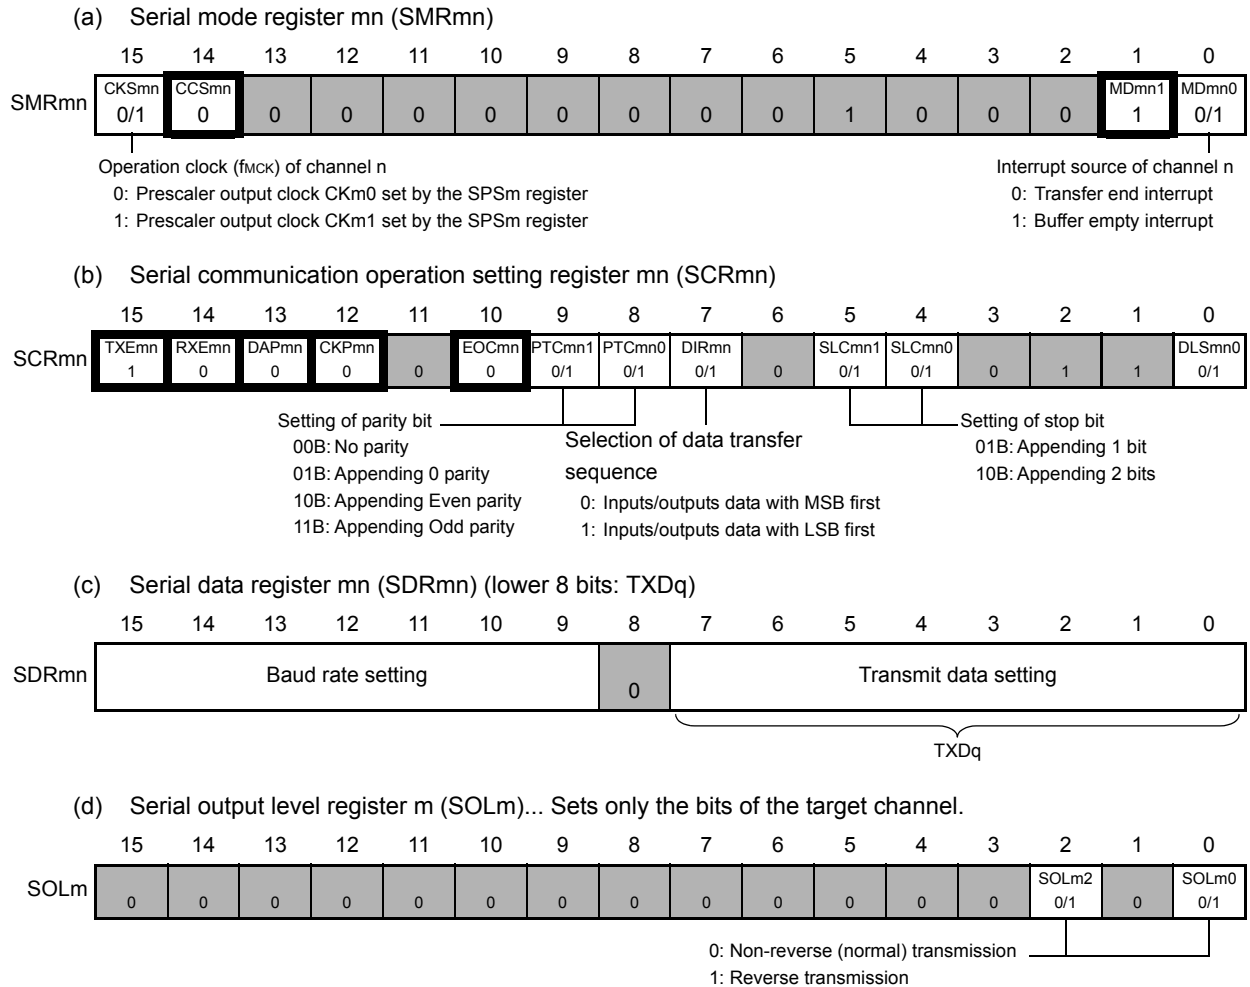 (a) Serial mode register mn (SMRmn)
15 14 13 12 11 10 9 8 7 6 5 4 3 2 1 0
SMRmn
CKSmn CCSmn MDmn1 MDmn0
0/1 0 0 0 0 0 0 0 0 0 1 0 0 0 1 0/1
Operation clock (fMCK) of channel n
0: Prescaler output clock CKm0 set by the SPSm register
1: Prescaler output clock CKm1 set by the SPSm register
Interrupt source of channel n
0: Transfer end interrupt
1: Buffer empty interrupt
(b) Serial communication operation setting register mn (SCRmn)
15 14 13 12 11 10 9 8 7 6 5 4 3 2 1 0
SCRmn
TXEmn RXEmn DAPmn CKPmn EOCmn PTCmn1 PTCmn0 DIRmn SLCmn1 SLCmn0 DLSmn0
1 0 0 0 0 0 0/1 0/1 0/1 0 0/1 0/1 0 1 1 0/1
Setting of parity bit
00B: No parity
01B: Appending 0 parity
10B: Appending Even parity
11B: Appending Odd parity
Selection of data transfer
sequence
0: Inputs/outputs data with MSB first
1: Inputs/outputs data with LSB first
Setting of stop bit
01B: Appending 1 bit
10B: Appending 2 bits
(c) Serial data register mn (SDRmn) (lower 8 bits: TXDq)
15 14 13 12 11 10 9 8 7 6 5 4 3 2 1 0
SDRmn
Baud rate setting 0 Transmit data setting
TXDq
(d) Serial output level register m (SOLm)... Sets only the bits of the target channel.
15 14 13 12 11 10 9 8 7 6 5 4 3 2 1 0
SOLm
SOLm2 SOLm0
0 0 0 0 0 0 0 0 0 0 0 0 0 0/1 0 0/1
0: Non-reverse (normal) transmission
1: Reverse transmission